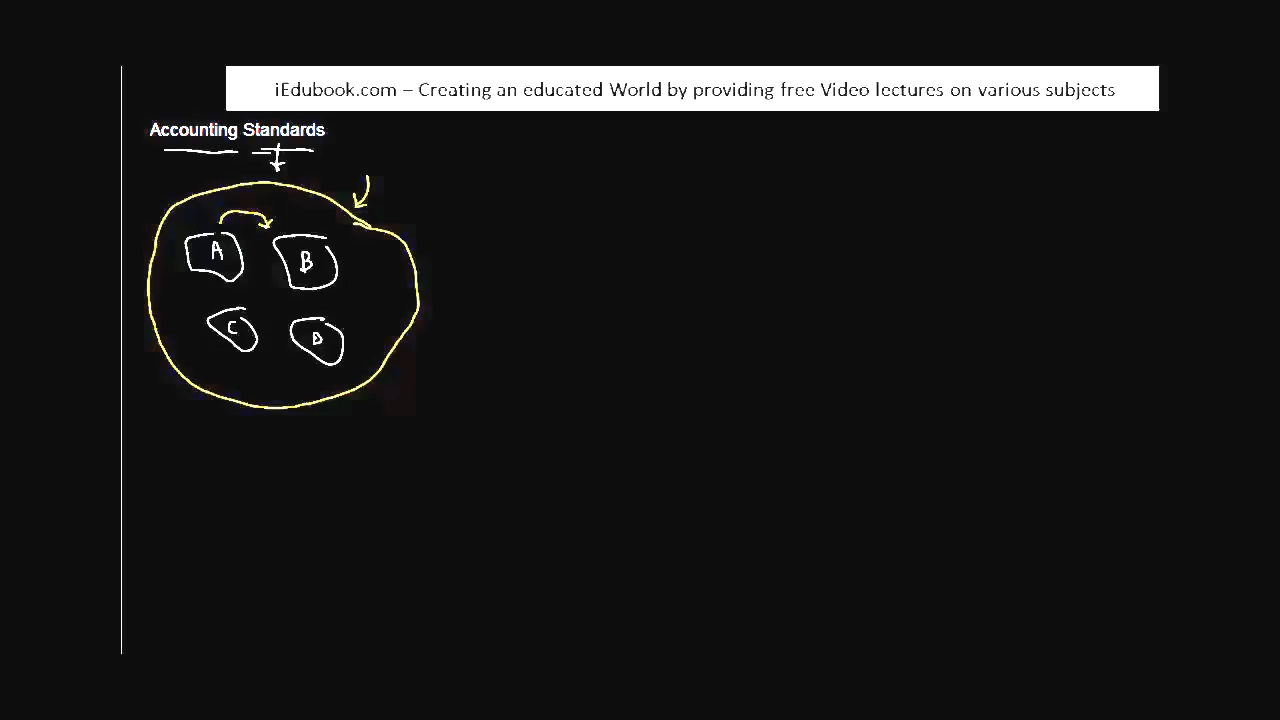 iEdubook.com – Creating an educated World by providing free Video lectures on various subjects
Accounting Standards
A B
C D